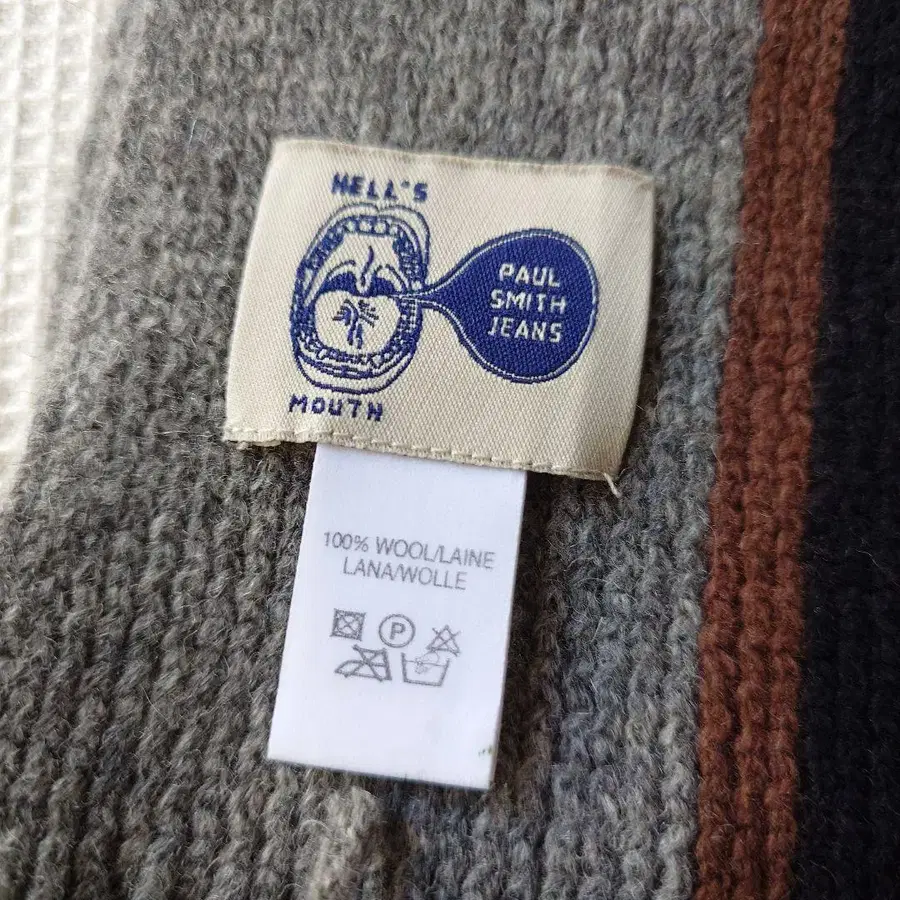 HELL'S
PAUL
SMITH
JEANS
MOUTH
100% WOOL/LAINE
LANA/WOLLE
P